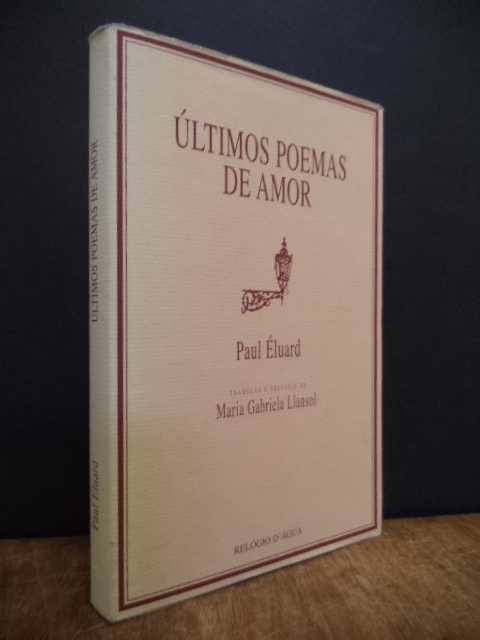 ÚLTIMOS POEMAS
DE AMOR
Paul Éluard
TRADUÇÃO E PREFÁCIO DE
Maria Gabriela Llansol
RELÓGIO D'ÁGUA
ÚLTIMOS POEMAS DE AMOR
Paul Éluard